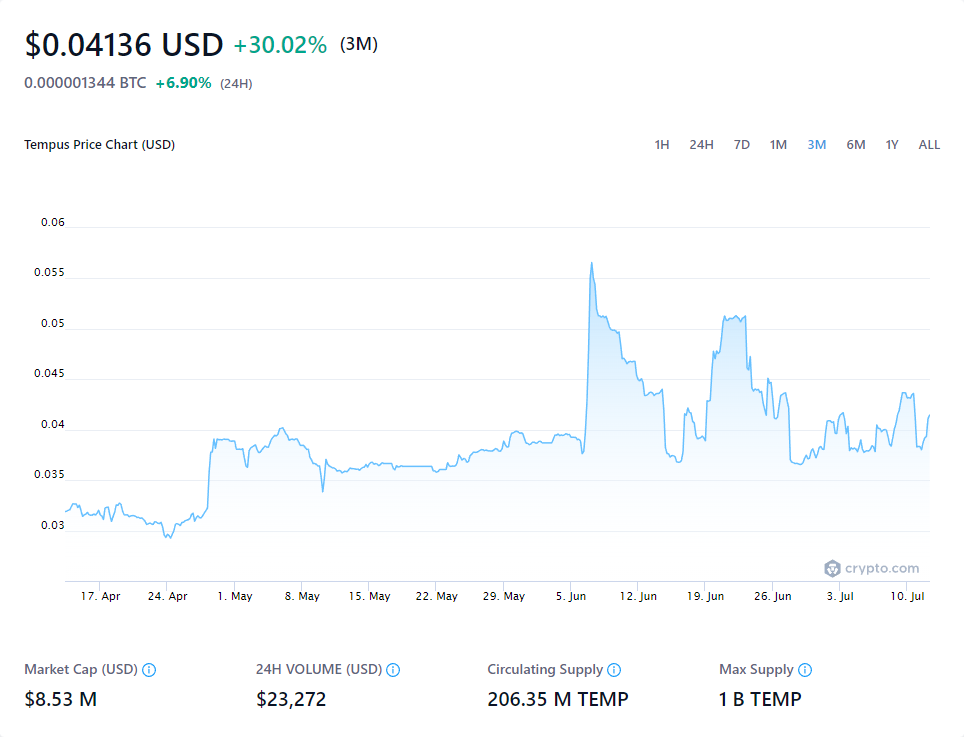 $0.04136 USD +30.02% (3M)
0.000001344 BTC +6.90% (24H)
Tempus Price Chart (USD)
1H 24H 7D 1M 3M 6M 1Y ALL
0.06
0.055
0.05
0.045
0.04
0.035
0.03
crypto.com
17. Apr 24. Apr 1. May 8. May 15. May 22. May 29. May 5. Jun 12. Jun 19. Jun 26. Jun 3. Jul 10. Jul
Market Cap (USD) 24H VOLUME (USD) Circulating Supply Max Supply
$8.53 M $23,272 206.35 M TEMP 1 B TEMP